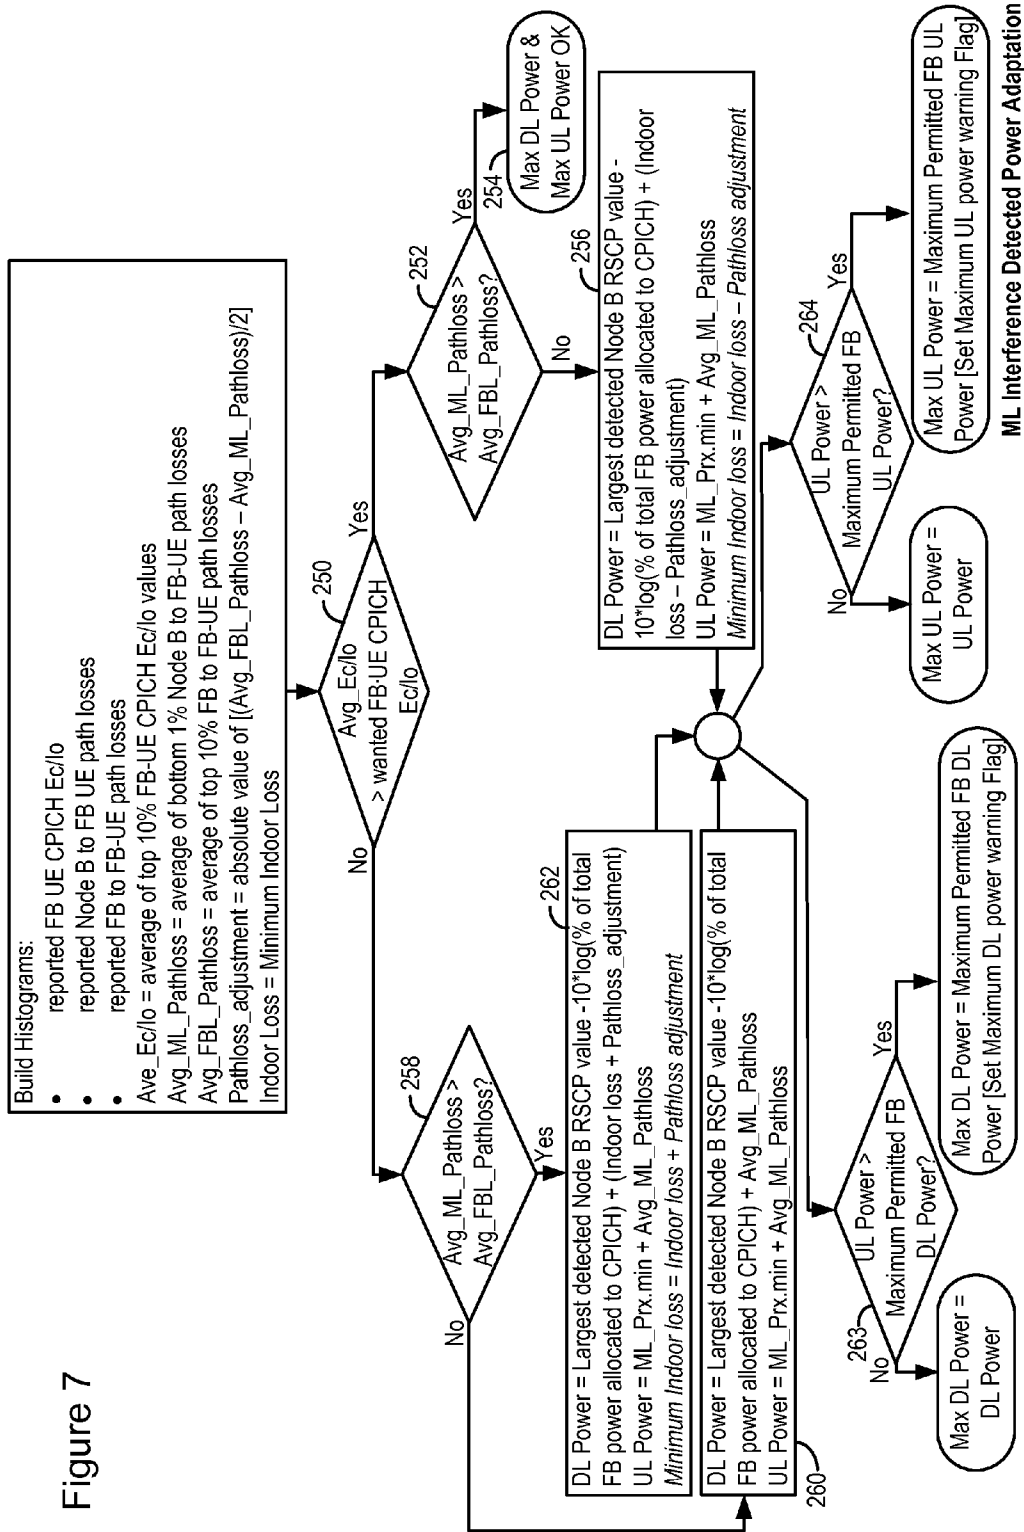 Figure 7
Build Histograms:
• reported FB UE CPICH Ec/Io
• reported Node B to FB UE path losses
• reported FB to FB-UE path losses
Ave_Ec/Io = average of top 10% FB-UE CPICH Ec/Io values
Avg_ML_Pathloss = average of bottom 1% Node B to FB-UE path losses
Avg_FBL_Pathloss = average of top 10% FB to FB-UE path losses
Pathloss_adjustment = absolute value of [(Avg_FBL_Pathloss – Avg_ML_Pathloss)/2]
Indoor Loss = Minimum Indoor Loss
250
Avg_Ec/Io
> wanted FB-UE CPICH
Ec/Io
No
Yes
258
Avg_ML_Pathloss >
Avg_FBL_Pathloss?
No
Yes
252
Avg_ML_Pathloss >
Avg_FBL_Pathloss?
Yes
No
254
Max DL Power &
Max UL Power OK
262
DL Power = Largest detected Node B RSCP value -10*log(% of total
FB power allocated to CPICH) + (Indoor loss + Pathloss_adjustment)
UL Power = ML_Prx.min + Avg_ML_Pathloss
Minimum Indoor loss = Indoor loss + Pathloss adjustment
256
DL Power = Largest detected Node B RSCP value -
10*log(% of total FB power allocated to CPICH) + (Indoor
loss – Pathloss_adjustment)
UL Power = ML_Prx.min + Avg_ML_Pathloss
Minimum Indoor loss = Indoor loss – Pathloss adjustment
DL Power = Largest detected Node B RSCP value -10*log(% of total
FB power allocated to CPICH) + Avg_ML_Pathloss
UL Power = ML_Prx.min + Avg_ML_Pathloss
260
263
UL Power >
Maximum Permitted FB
DL Power?
No
Yes
Max DL Power =
DL Power
Max DL Power = Maximum Permitted FB DL
Power [Set Maximum DL power warning Flag]
264
UL Power >
Maximum Permitted FB
UL Power?
No
Yes
Max UL Power =
UL Power
Max UL Power = Maximum Permitted FB UL
Power [Set Maximum UL power warning Flag]
ML Interference Detected Power Adaptation